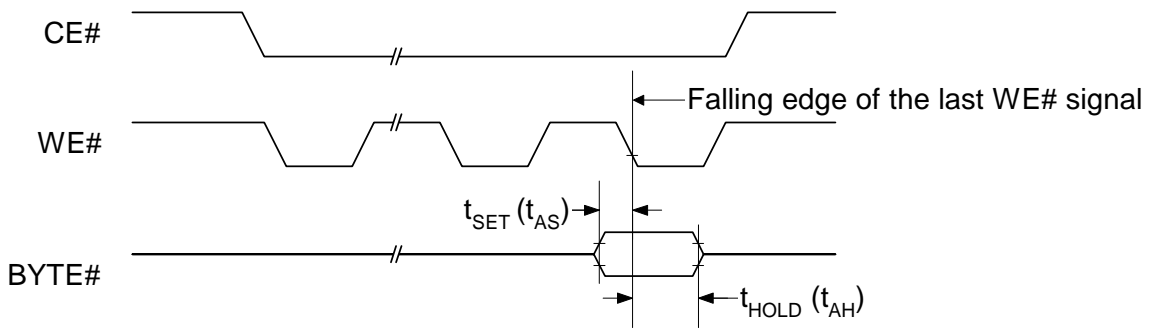 CE#
Falling edge of the last WE# signal
WE#
tSET (tAS)
BYTE#
tHOLD (tAH)